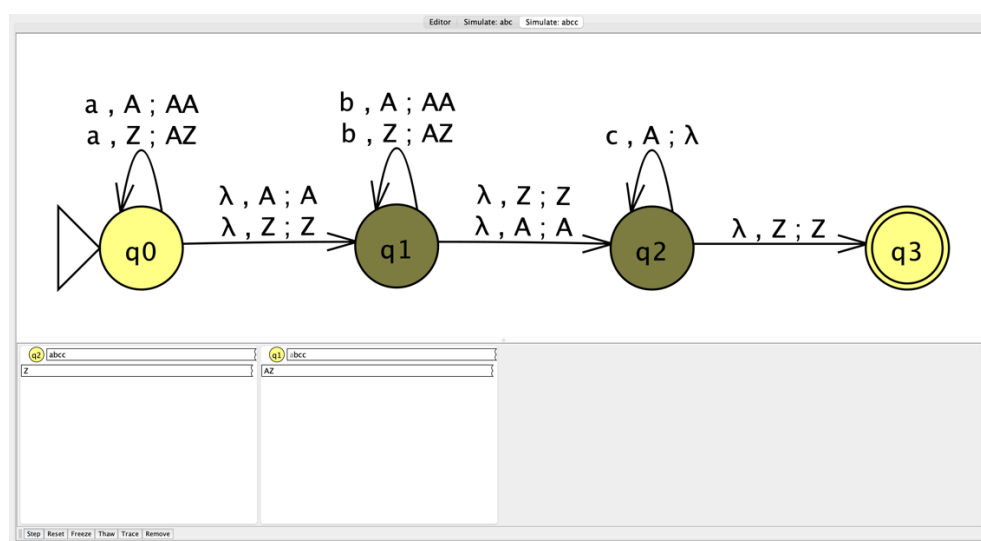 Editor Simulate: abc Simulate: abcc
a , A ; AA
a , Z ; AZ
b , A ; AA
b , Z ; AZ
c , A ; λ
λ , A ; A
λ , Z ; Z
λ , Z ; Z
λ , A ; A
λ , Z ; Z
q0 q1 q2 q3
q2 abcc
Z
q1 abcc
AZ
Step Reset Freeze Thaw Trace Remove